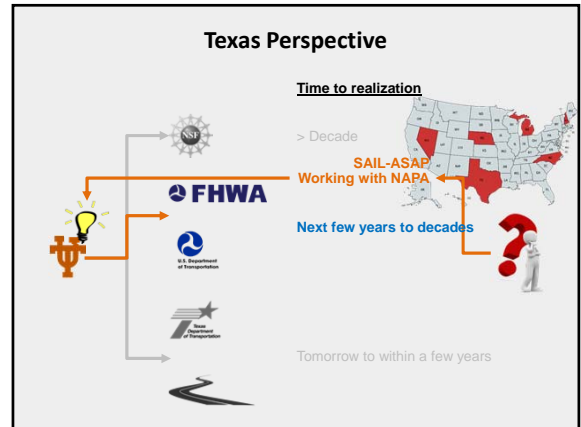 Texas Perspective
Time to realization
NSF
> Decade
SAIL-ASAP
Working with NAPA
FHWA
Next few years to decades
U.S. Department
of Transportation
Texas
Department
of Transportation
Tomorrow to within a few years